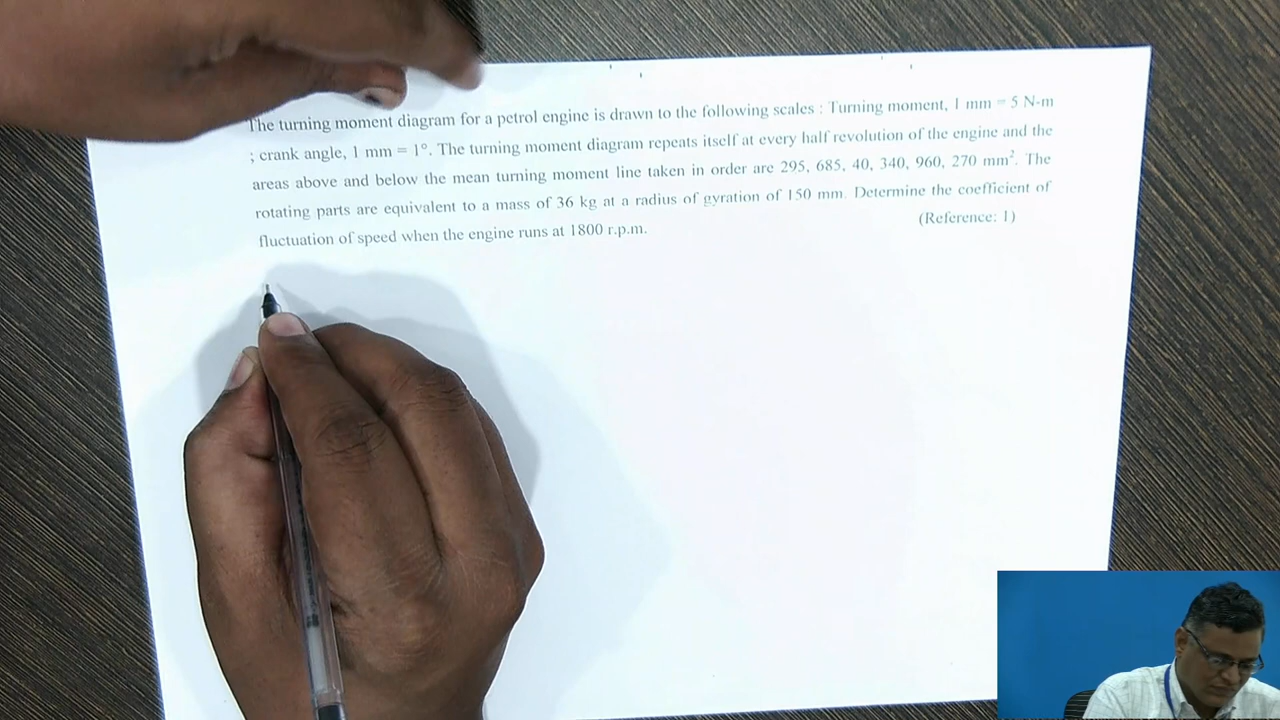 The turning moment diagram for a petrol engine is drawn to the following scales : Turning moment, 1 mm = 5 N-m
; crank angle, 1 mm = 1°. The turning moment diagram repeats itself at every half revolution of the engine and the
areas above and below the mean turning moment line taken in order are 295, 685, 40, 340, 960, 270 mm². The
rotating parts are equivalent to a mass of 36 kg at a radius of gyration of 150 mm. Determine the coefficient of
fluctuation of speed when the engine runs at 1800 r.p.m. (Reference: 1)